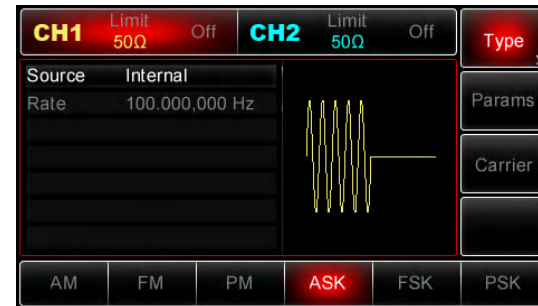 CH1 Limit 50Ω Off CH2 Limit 50Ω Off Type
Source Internal
Rate 100.000,000 Hz
Params
Carrier
AM FM PM ASK FSK PSK